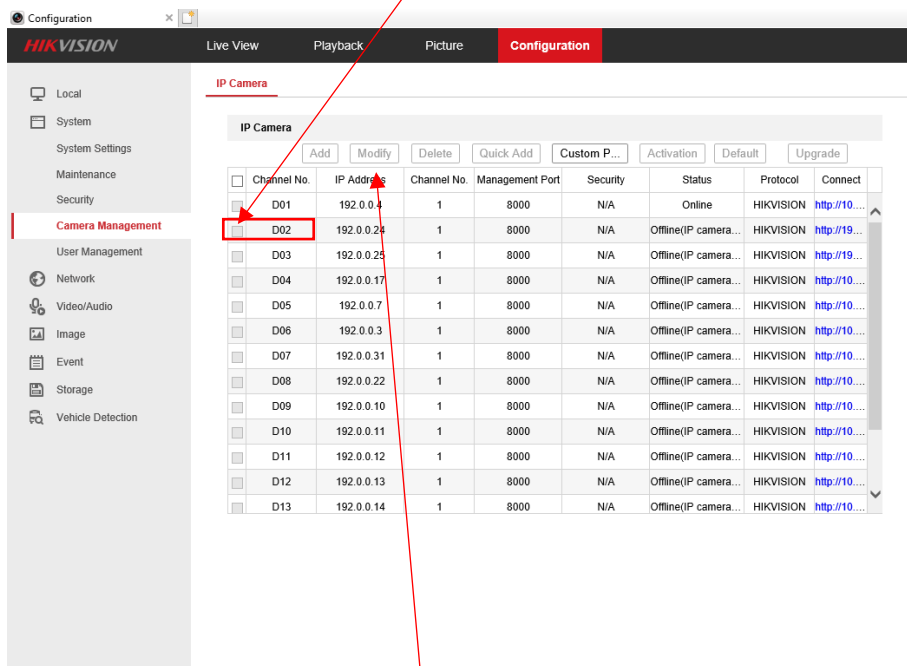 Configuration
HIKVISION Live View Playback Picture Configuration
IP Camera
Local
System
System Settings
Maintenance
Security
Camera Management
User Management
Network
Video/Audio
Image
Event
Storage
Vehicle Detection
IP Camera
Add Modify Delete Quick Add Custom P... Activation Default Upgrade
Channel No. IP Address Channel No. Management Port Security Status Protocol Connect
D01 192.0.0.4 1 8000 N/A Online HIKVISION http://10....
D02 192.0.0.24 1 8000 N/A Offline(IP camera... HIKVISION http://19...
D03 192.0.0.25 1 8000 N/A Offline(IP camera... HIKVISION http://19...
D04 192.0.0.17 1 8000 N/A Offline(IP camera... HIKVISION http://10....
D05 192.0.0.7 1 8000 N/A Offline(IP camera... HIKVISION http://10....
D06 192.0.0.3 1 8000 N/A Offline(IP camera... HIKVISION http://10....
D07 192.0.0.31 1 8000 N/A Offline(IP camera... HIKVISION http://10....
D08 192.0.0.22 1 8000 N/A Offline(IP camera... HIKVISION http://10....
D09 192.0.0.10 1 8000 N/A Offline(IP camera... HIKVISION http://10....
D10 192.0.0.11 1 8000 N/A Offline(IP camera... HIKVISION http://10....
D11 192.0.0.12 1 8000 N/A Offline(IP camera... HIKVISION http://10....
D12 192.0.0.13 1 8000 N/A Offline(IP camera... HIKVISION http://10....
D13 192.0.0.14 1 8000 N/A Offline(IP camera... HIKVISION http://10....